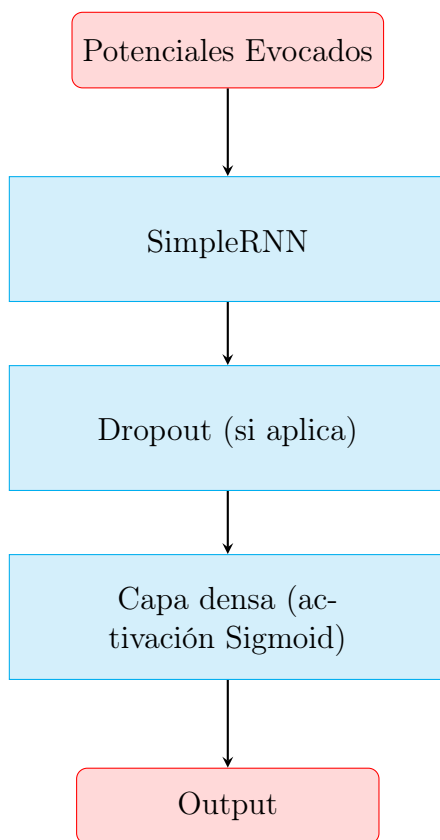 Potenciales Evocados
SimpleRNN
Dropout (si aplica)
Capa densa (ac-
tivación Sigmoid)
Output